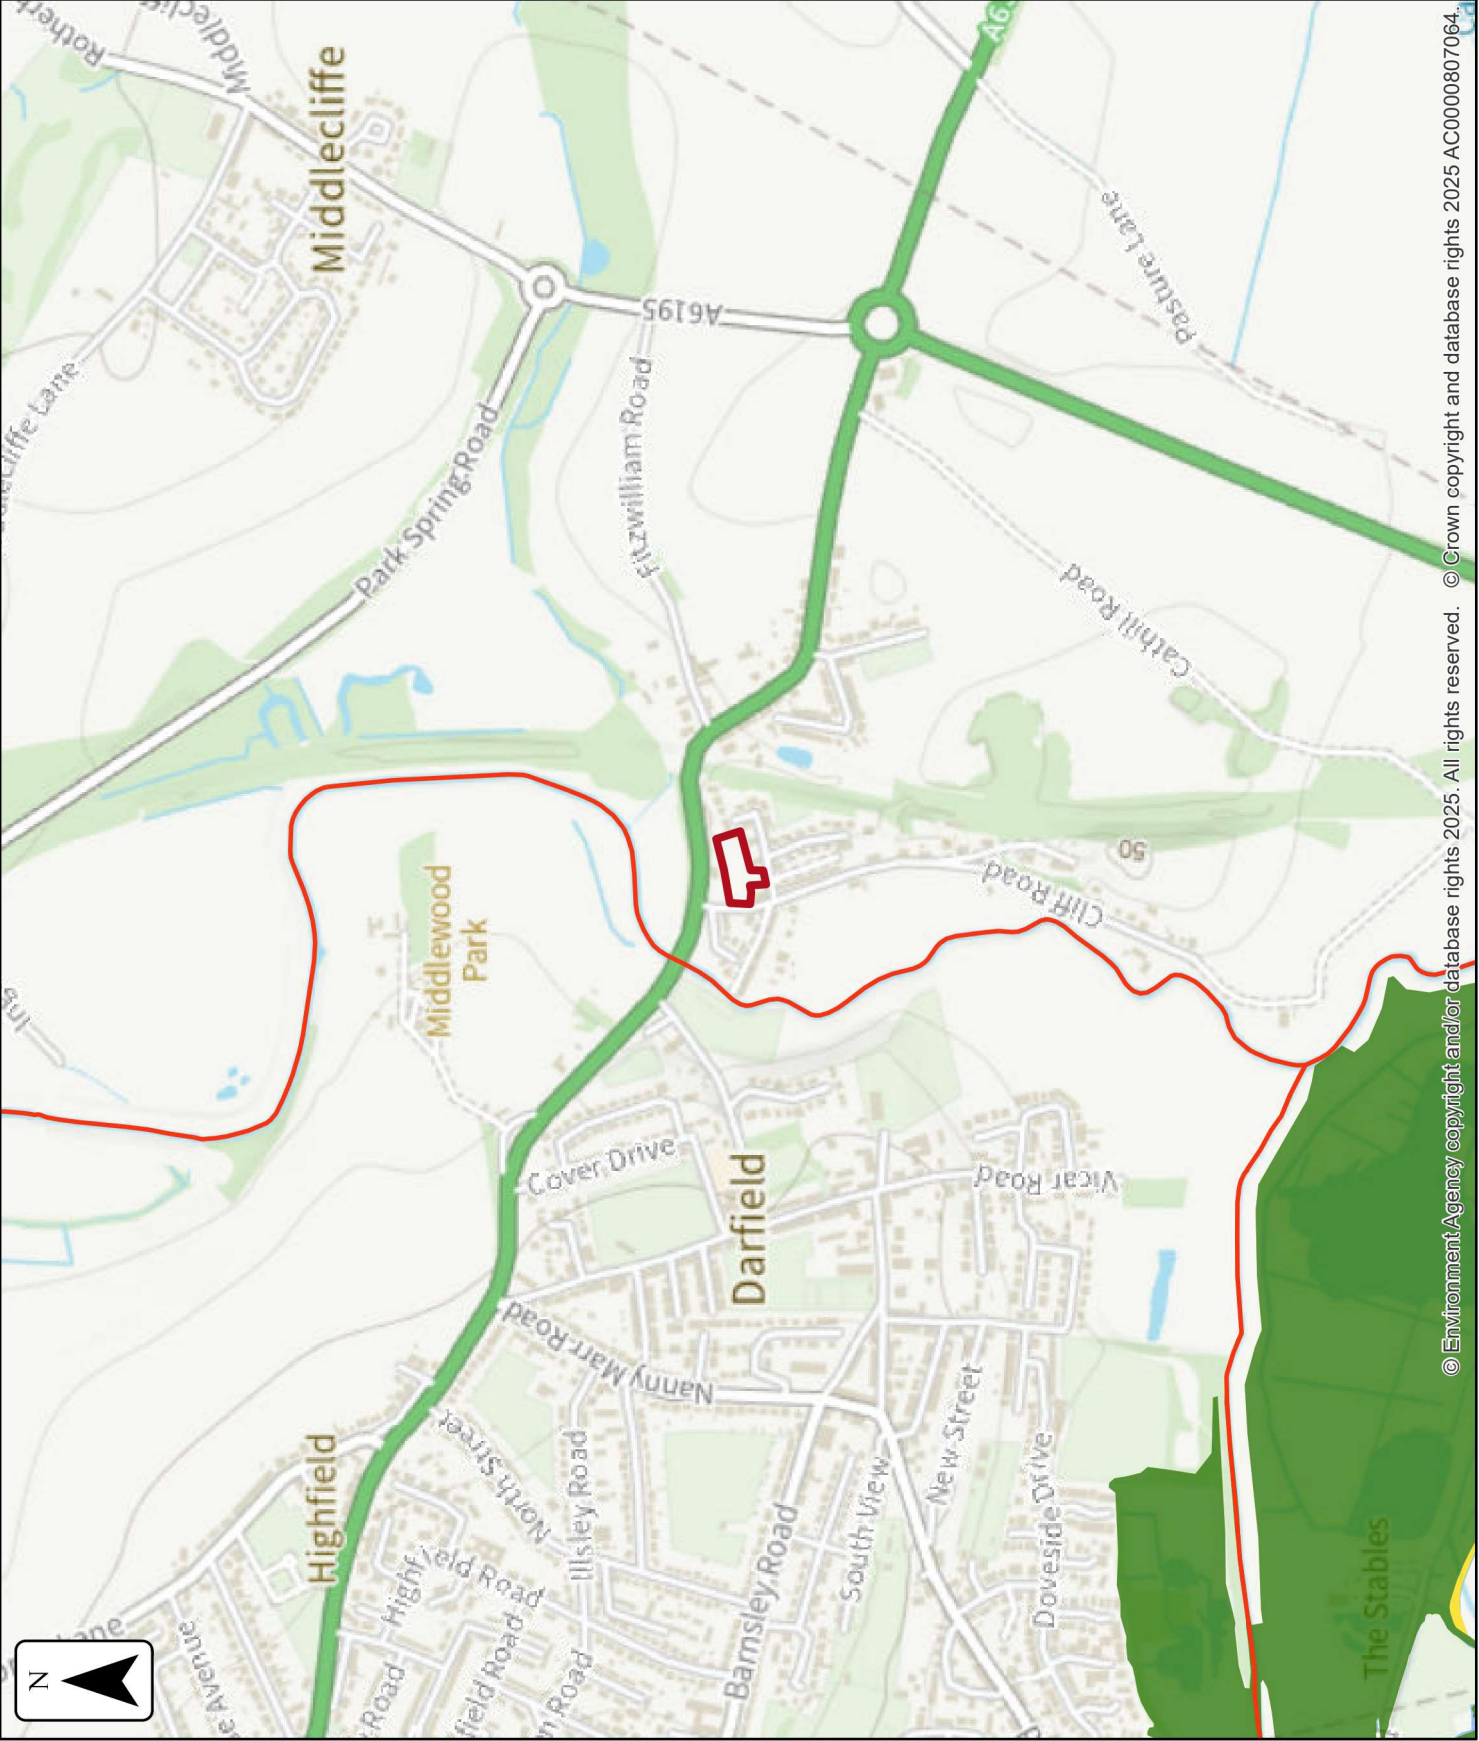 N
Middlecliffe
A6195
Pasture Lane
Park Spring Road
Fitzwilliam Road
Cathill Road
Middlewood
Park
Cliff Road
50
Cover Drive
Vicar Road
Darfield
Nanny Marr Road
Highfield
North Street
Illsley Road
Highfield Road
New Street
South View
Doveside Drive
Barnsley Road
The Stables
© Environment Agency copyright and/or database rights 2025. All rights reserved. © Crown copyright and database rights 2025 AC0000807064.